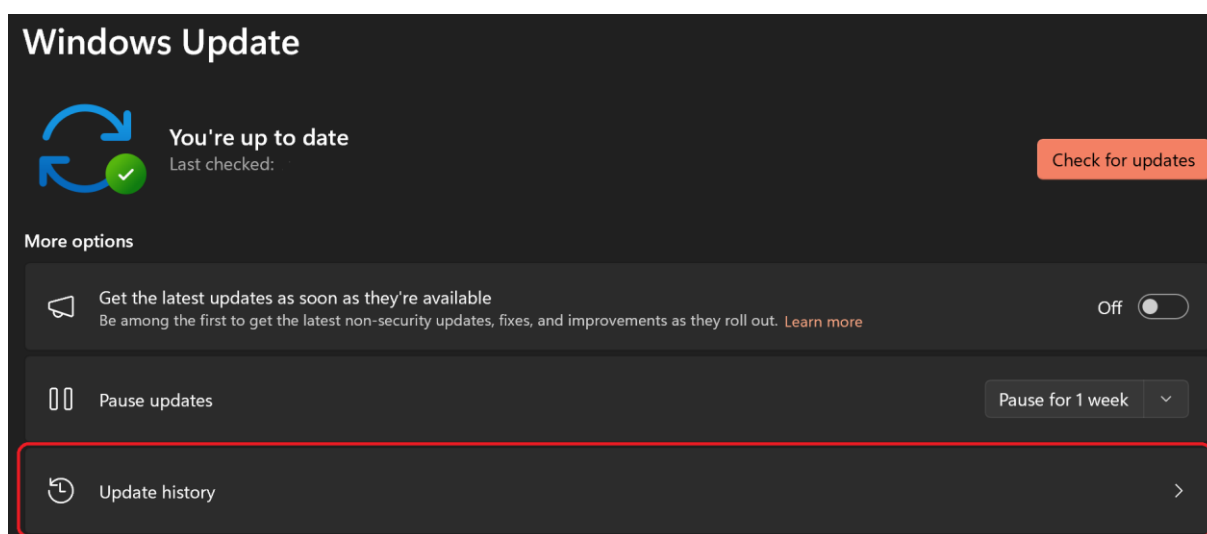 Windows Update
You're up to date
Last checked:
Check for updates
More options
Get the latest updates as soon as they're available
Be among the first to get the latest non-security updates, fixes, and improvements as they roll out. Learn more
Off
Pause updates
Pause for 1 week
Update history